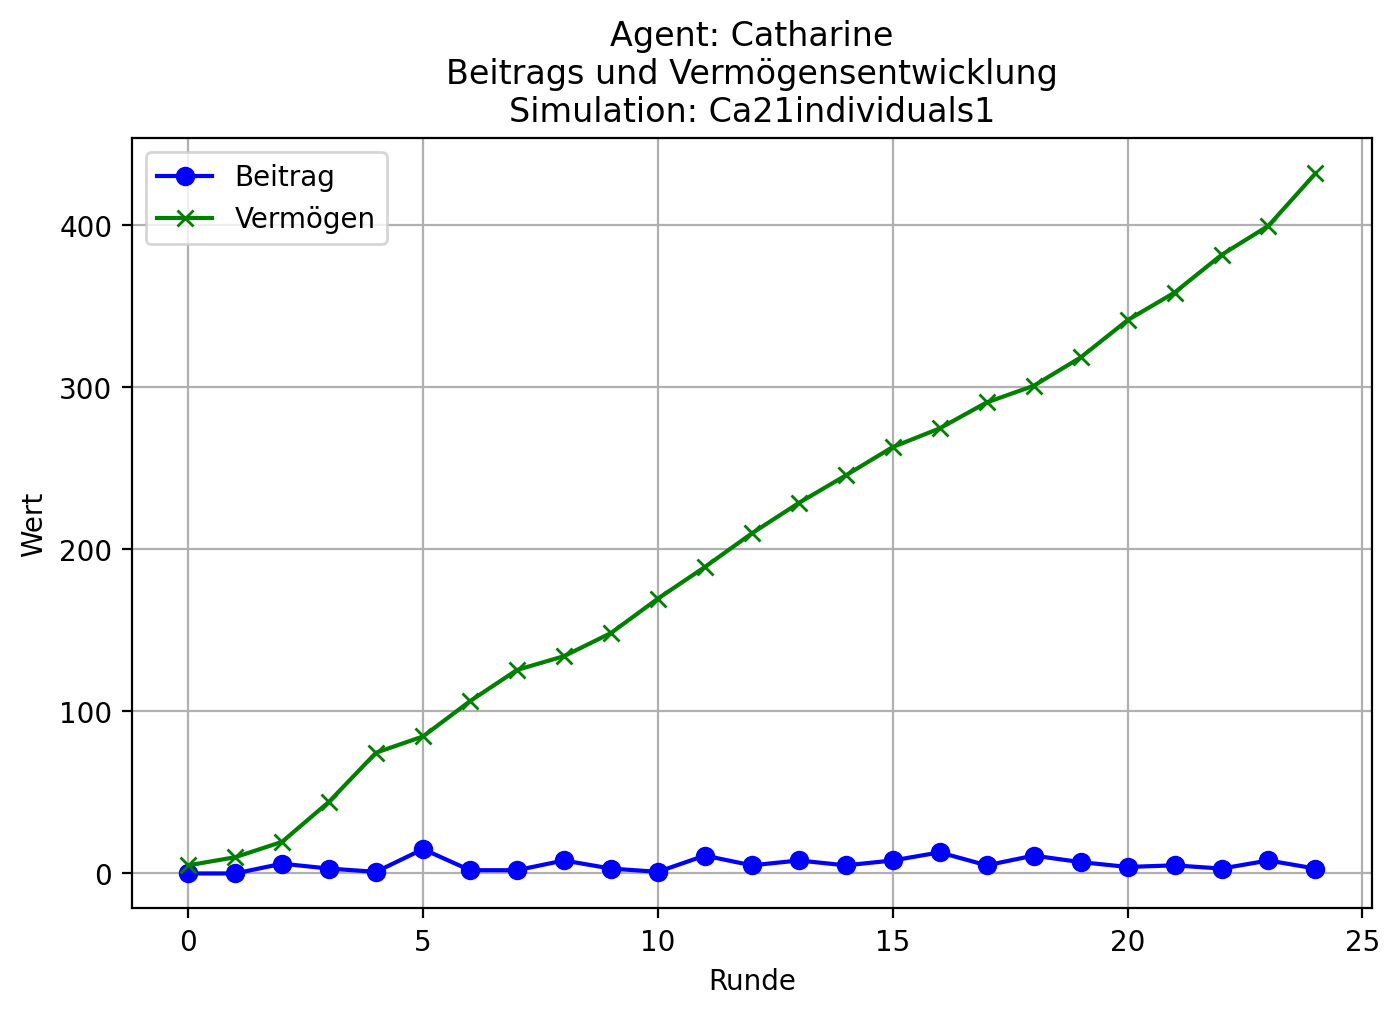 Agent: Catharine
Beitrags und Vermögensentwicklung
Simulation: Ca21individuals1
Beitrag
Vermögen
400
300
200
100
0
Wert
0 5 10 15 20 25
Runde